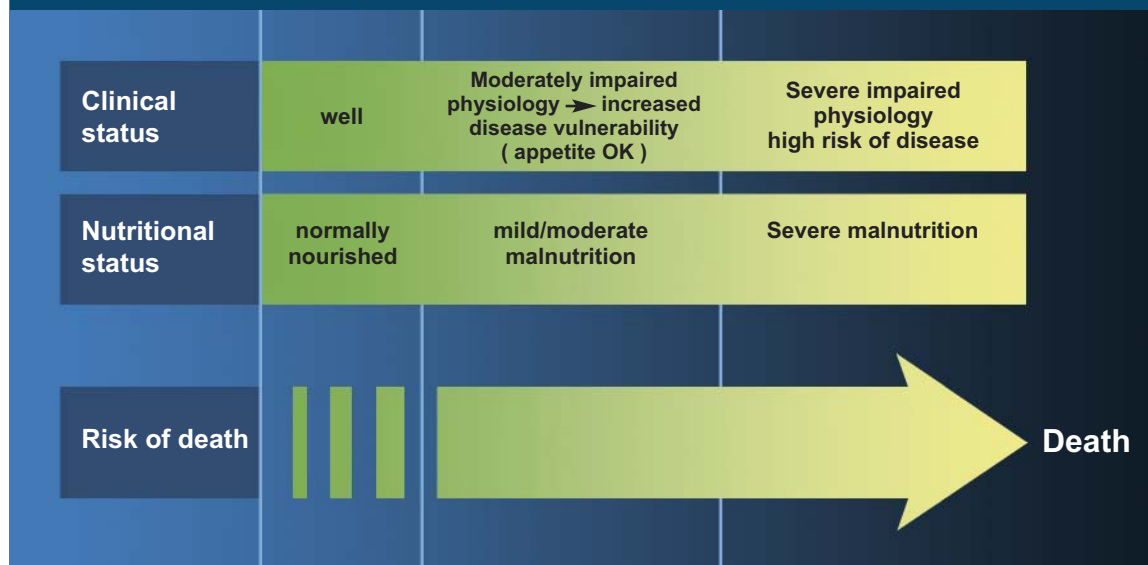 Clinical
status
well
Moderately impaired
physiology → increased
disease vulnerability
( appetite OK )
Severe impaired
physiology
high risk of disease
Nutritional
status
normally
nourished
mild/moderate
malnutrition
Severe malnutrition
Risk of death
Death